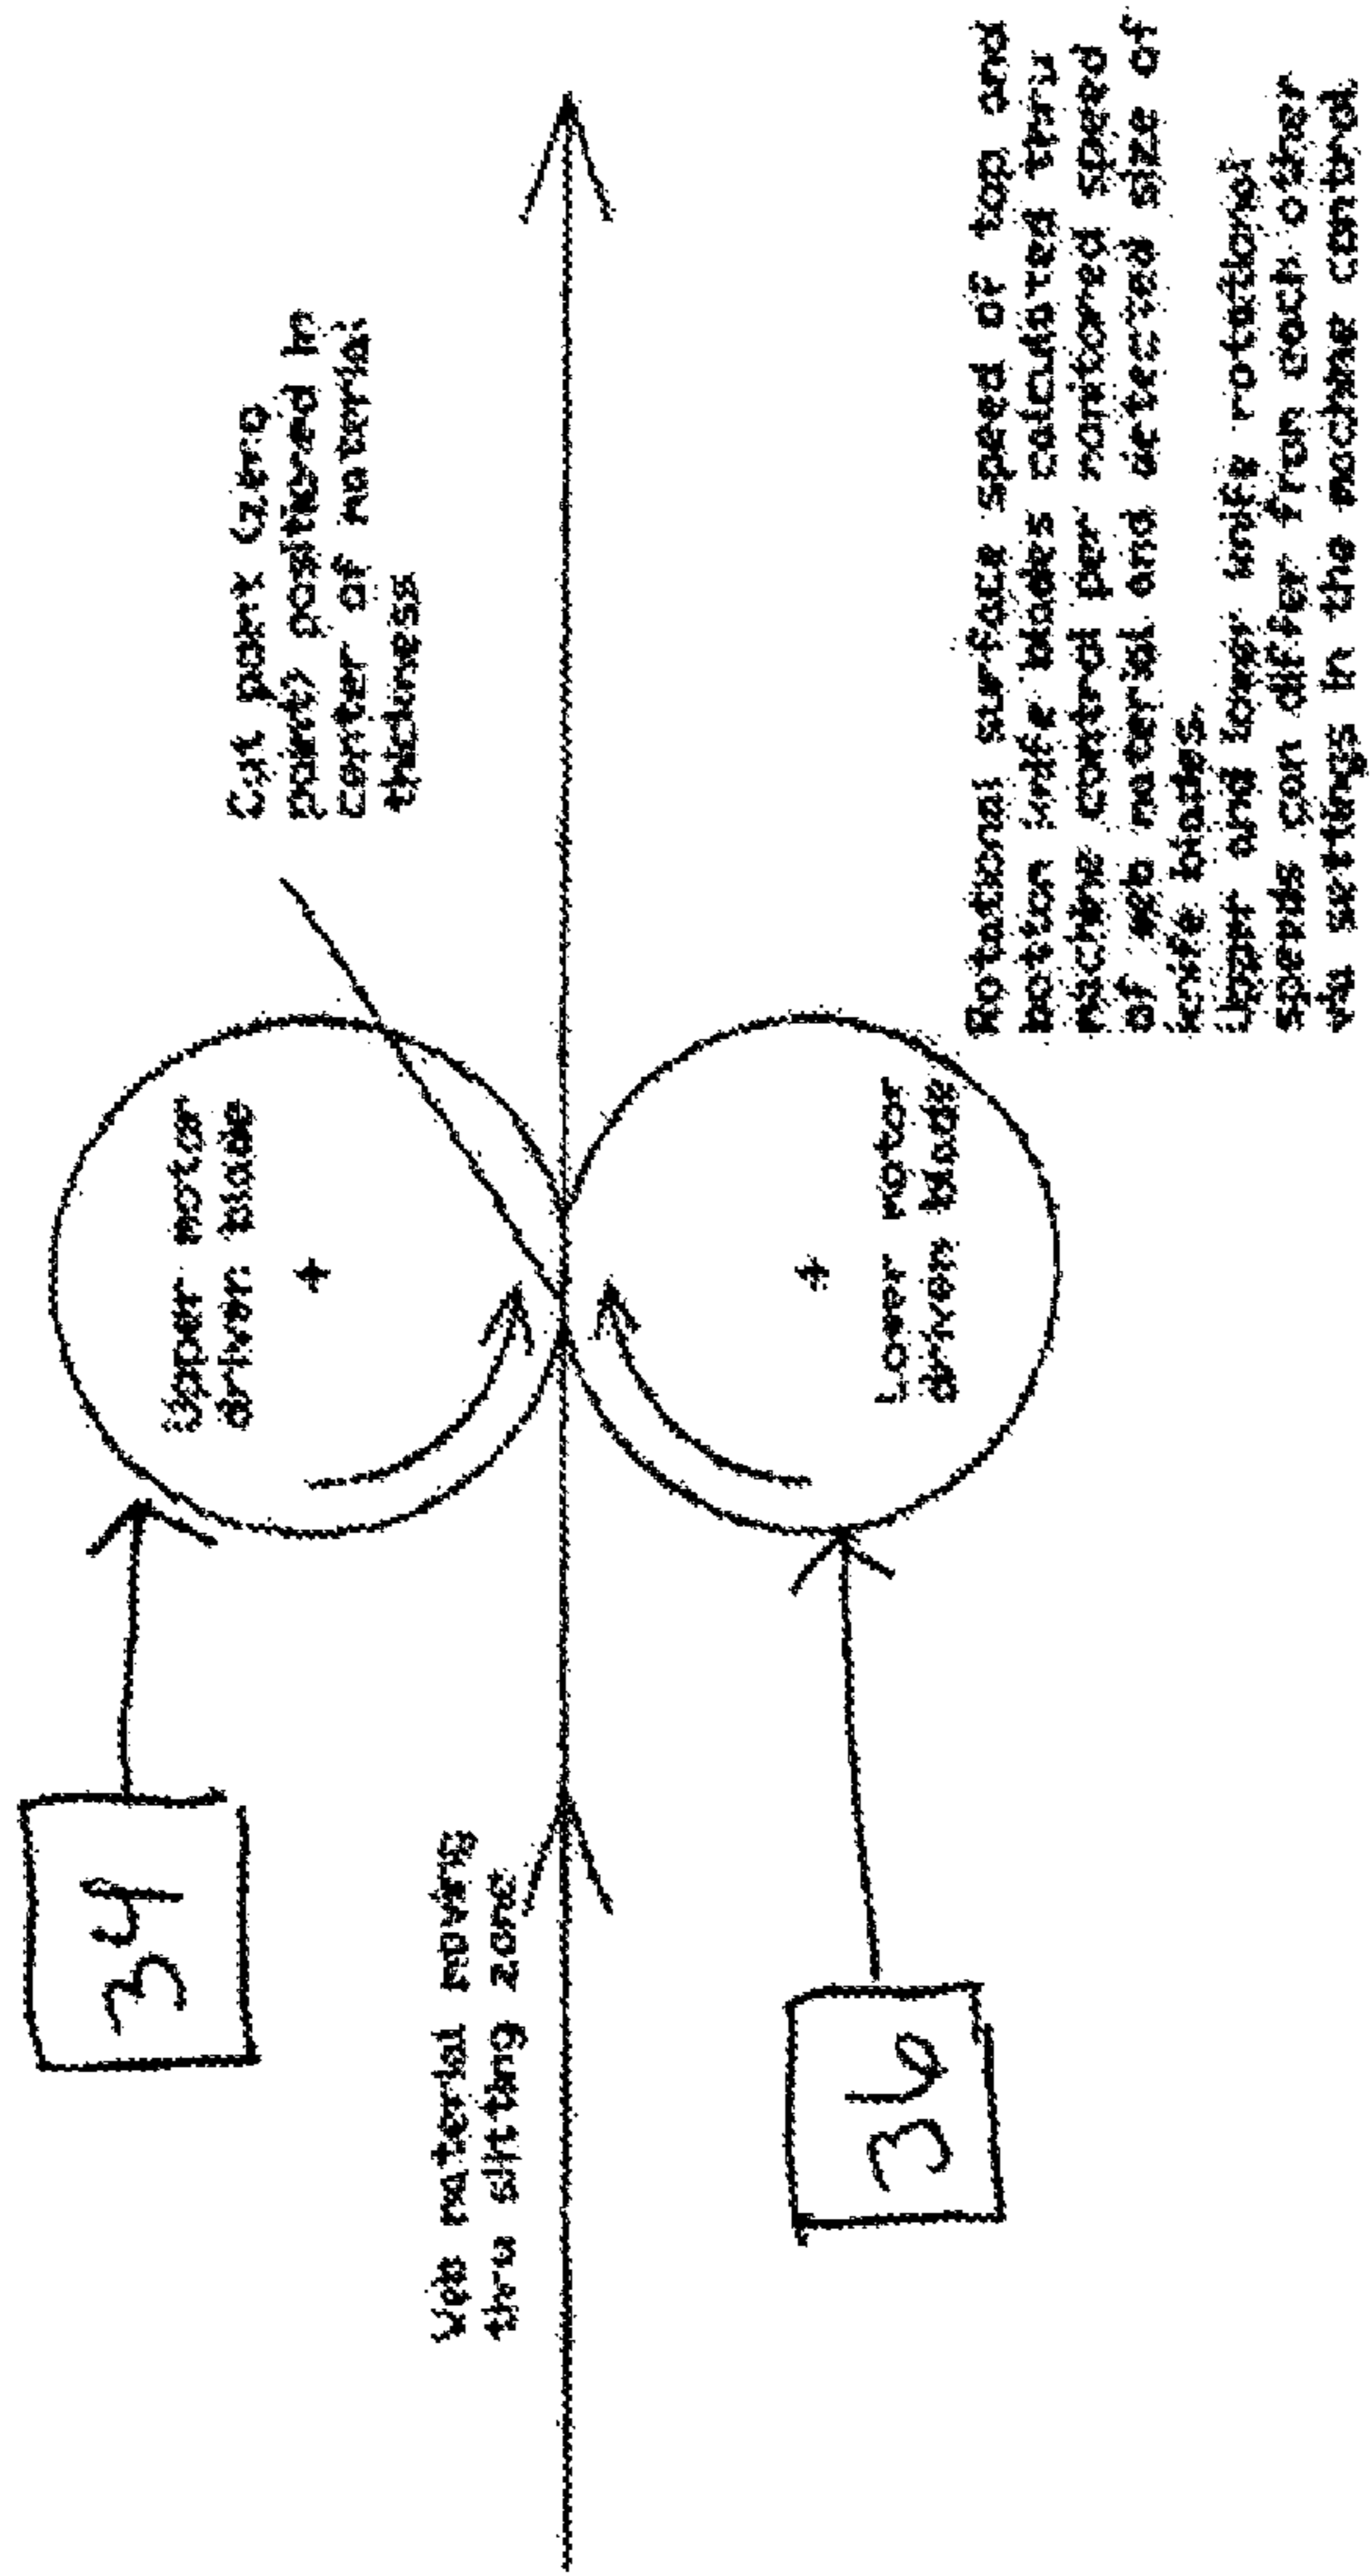 34
Upper motor
driven blade
Cut point (zero
point) positioned in
center of material
thickness
Web material moving
thru slitting zone
36
Lower motor
driven blade
Rotational surface speed of top and
bottom knife blades calculated thru
machine control per monitored speed
of web material and detected size of
knife blades.
Upper and lower knife rotational
speeds can differ from each other
via settings in the machine control